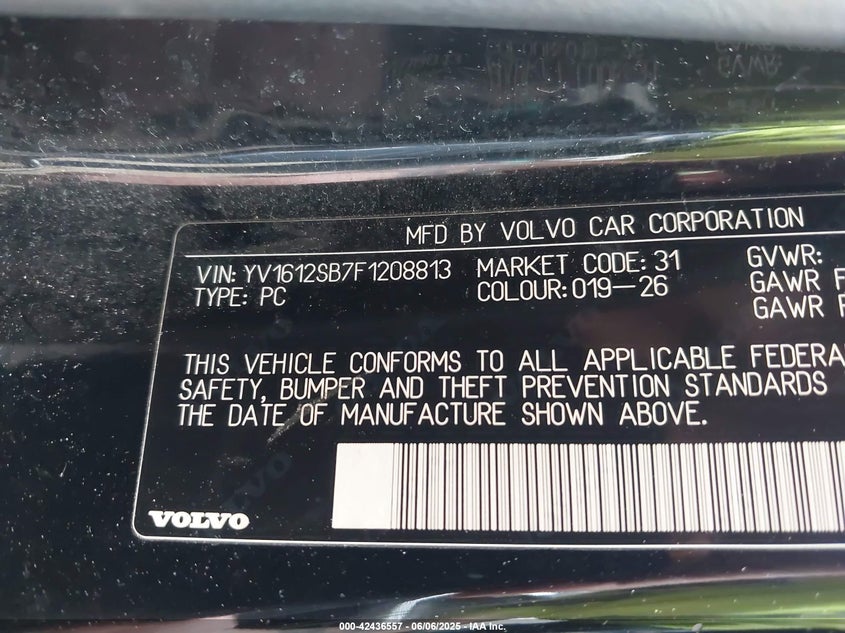 MFD BY VOLVO CAR CORPORATION
VIN: YV1612SB7F1208813 MARKET CODE: 31 GVWR:
TYPE: PC COLOUR: 019-26 GAWR F
GAWR F
THIS VEHICLE CONFORMS TO ALL APPLICABLE FEDERA
SAFETY, BUMPER AND THEFT PREVENTION STANDARDS
THE DATE OF MANUFACTURE SHOWN ABOVE.
VOLVO
000-42436557 - 06/06/2025 - IAA Inc.